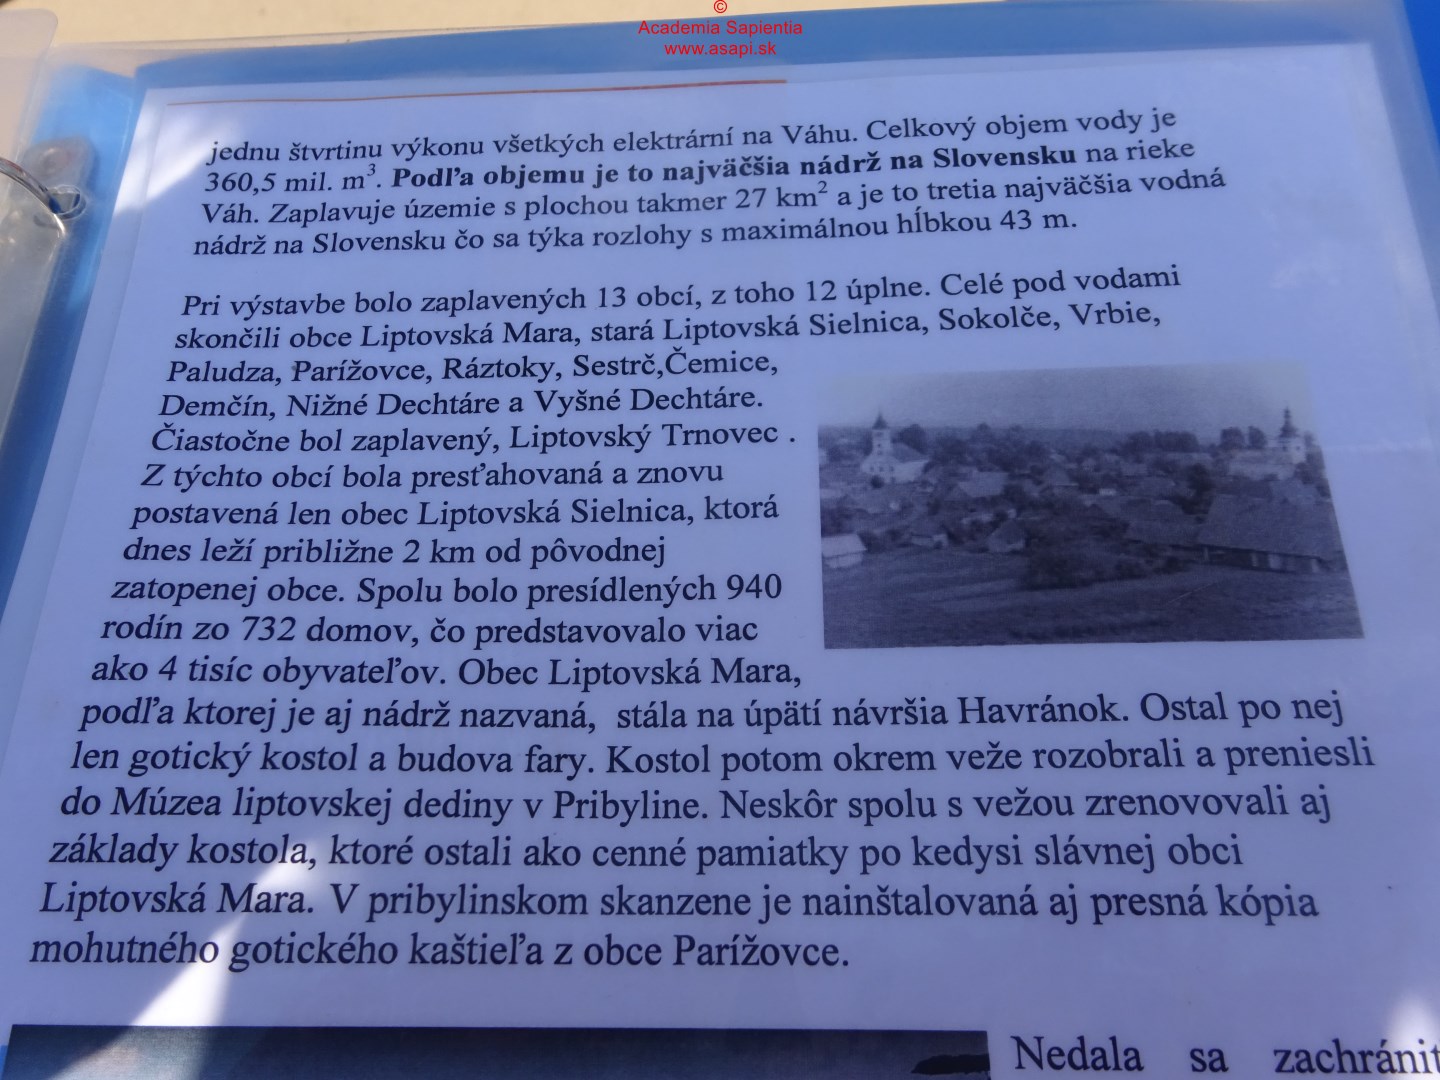 ©
Academia Sapientia
www.asapi.sk
jednu štvrtinu výkonu všetkých elektrární na Váhu. Celkový objem vody je
360,5 mil. m³. Podľa objemu je to najväčšia nádrž na Slovensku na rieke
Váh. Zaplavuje územie s plochou takmer 27 km² a je to tretia najväčšia vodná
nádrž na Slovensku čo sa týka rozlohy s maximálnou hĺbkou 43 m.
Pri výstavbe bolo zaplavených 13 obcí, z toho 12 úplne. Celé pod vodami
skončili obce Liptovská Mara, stará Liptovská Sielnica, Sokolče, Vrbie,
Paludza, Parížovce, Ráztoky, Sestrč,Čemice,
Demčín, Nižné Dechtáre a Vyšné Dechtáre.
Čiastočne bol zaplavený, Liptovský Trnovec .
Z týchto obcí bola presťahovaná a znovu
postavená len obec Liptovská Sielnica, ktorá
dnes leží približne 2 km od pôvodnej
zatopenej obce. Spolu bolo presídlených 940
rodín zo 732 domov, čo predstavovalo viac
ako 4 tisíc obyvateľov. Obec Liptovská Mara,
podľa ktorej je aj nádrž nazvaná, stála na úpätí návršia Havránok. Ostal po nej
len gotický kostol a budova fary. Kostol potom okrem veže rozobrali a preniesli
do Múzea liptovskej dediny v Pribyline. Neskôr spolu s vežou zrenovovali aj
základy kostola, ktoré ostali ako cenné pamiatky po kedysi slávnej obci
Liptovská Mara. V pribylinskom skanzene je nainštalovaná aj presná kópia
mohutného gotického kaštieľa z obce Parížovce.
Nedala sa zachrániť